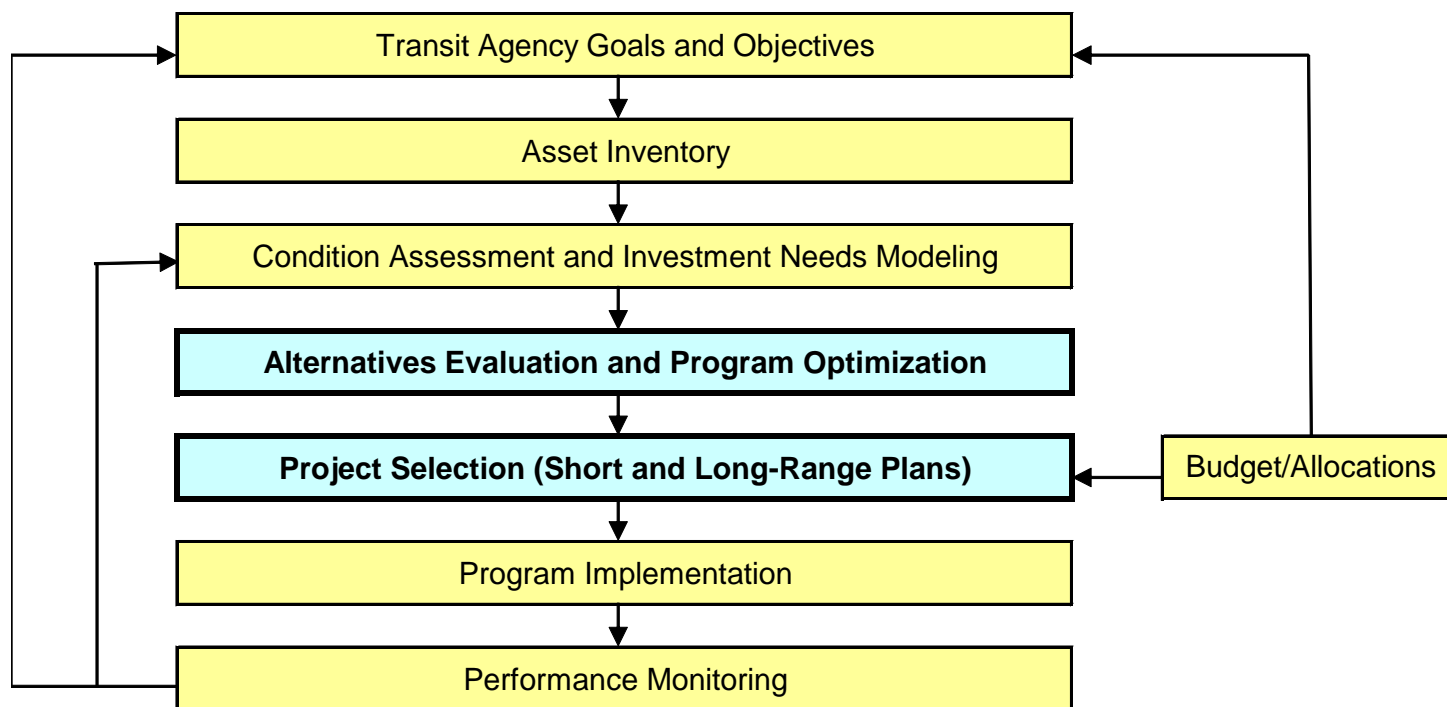 Transit Agency Goals and Objectives
Asset Inventory
Condition Assessment and Investment Needs Modeling
Alternatives Evaluation and Program Optimization
Project Selection (Short and Long-Range Plans)
Budget/Allocations
Program Implementation
Performance Monitoring